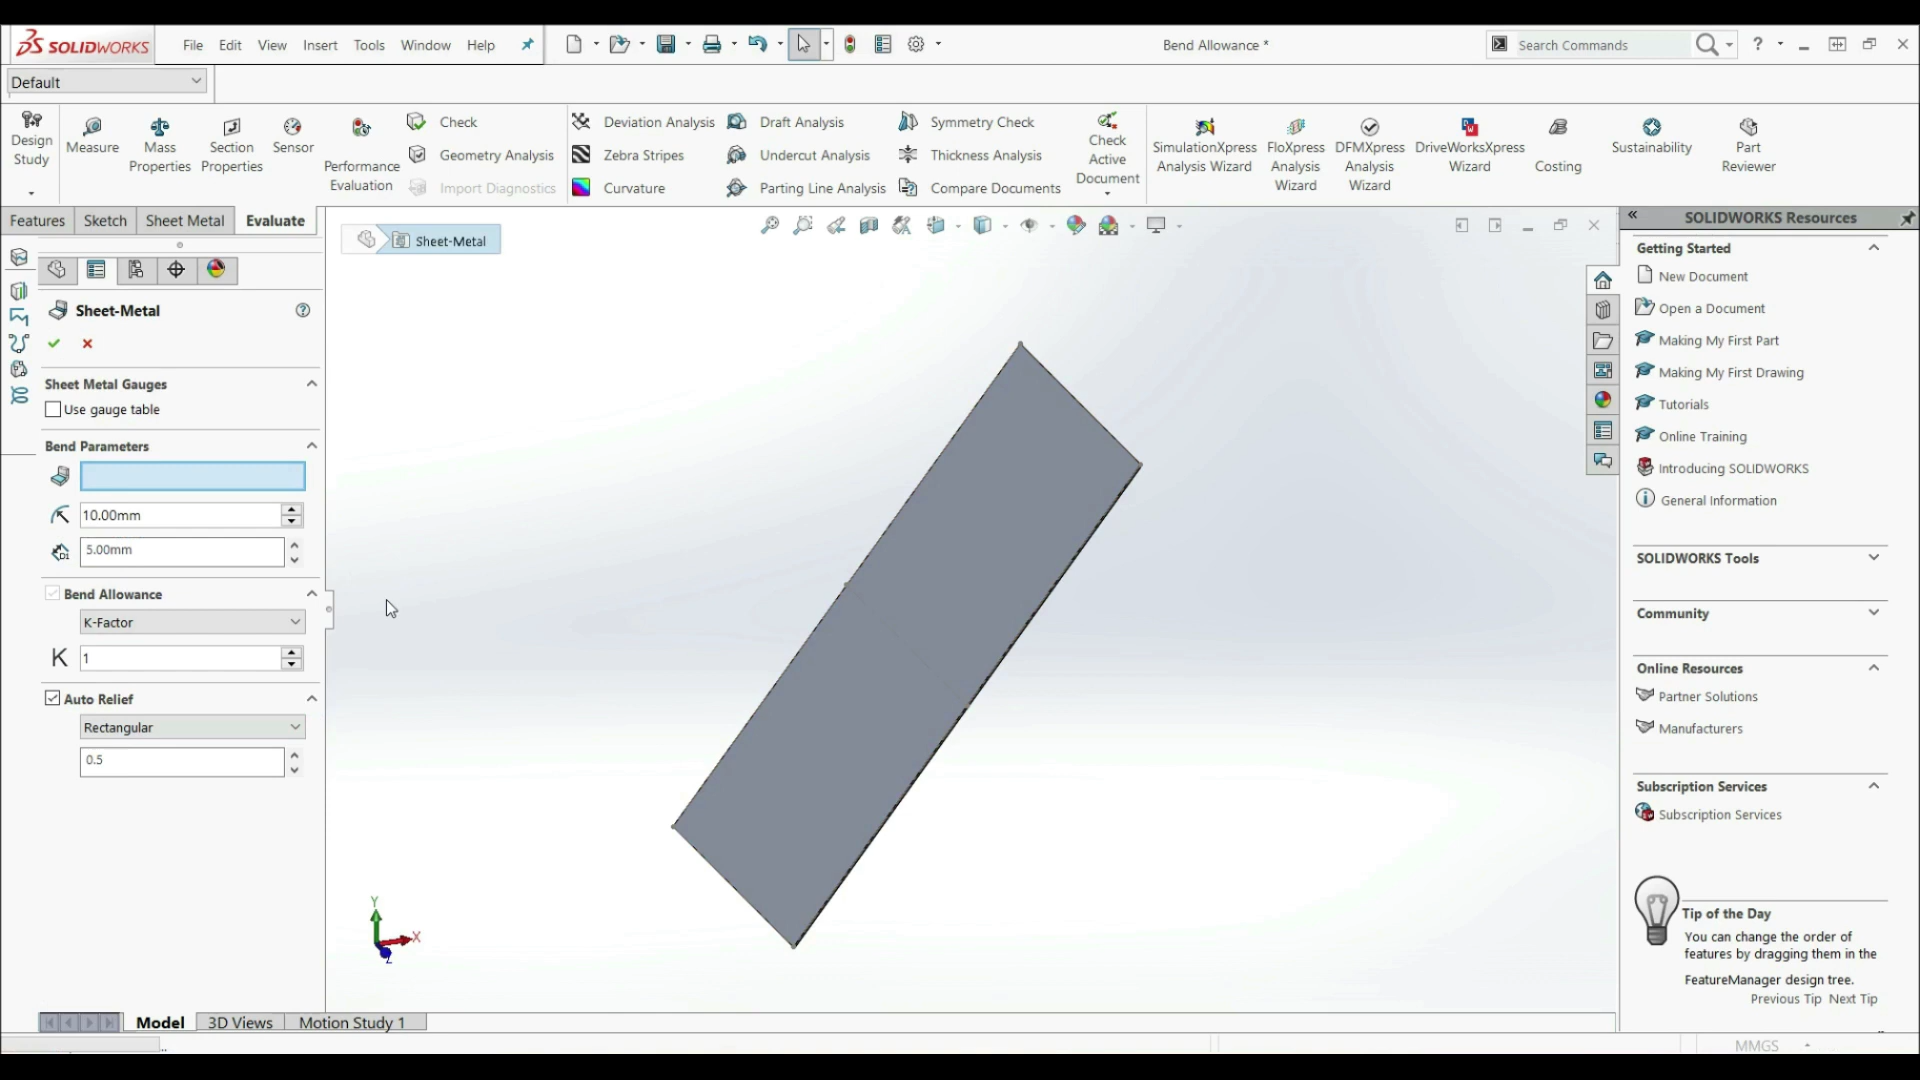 SOLIDWORKS
File Edit View Insert Tools Window Help
Bend Allowance *
Search Commands
?
Default
Design Study
Measure
Mass Properties
Section Properties
Sensor
Performance Evaluation
Check
Geometry Analysis
Import Diagnostics
Deviation Analysis
Zebra Stripes
Curvature
Draft Analysis
Undercut Analysis
Parting Line Analysis
Symmetry Check
Thickness Analysis
Compare Documents
Check Active Document
SimulationXpress Analysis Wizard
FloXpress Analysis Wizard
DFMXpress Analysis Wizard
DriveWorksXpress Wizard
Costing
Sustainability
Part Reviewer
Features Sketch Sheet Metal Evaluate
Sheet-Metal
Sheet-Metal
Sheet Metal Gauges
Use gauge table
Bend Parameters
10.00mm
5.00mm
Bend Allowance
K-Factor
K 1
Auto Relief
Rectangular
0.5
Y
X
Z
Model 3D Views Motion Study 1
SOLIDWORKS Resources
Getting Started
New Document
Open a Document
Making My First Part
Making My First Drawing
Tutorials
Online Training
Introducing SOLIDWORKS
General Information
SOLIDWORKS Tools
Community
Online Resources
Partner Solutions
Manufacturers
Subscription Services
Subscription Services
Tip of the Day
You can change the order of
features by dragging them in the
FeatureManager design tree.
Previous Tip Next Tip
MMGS